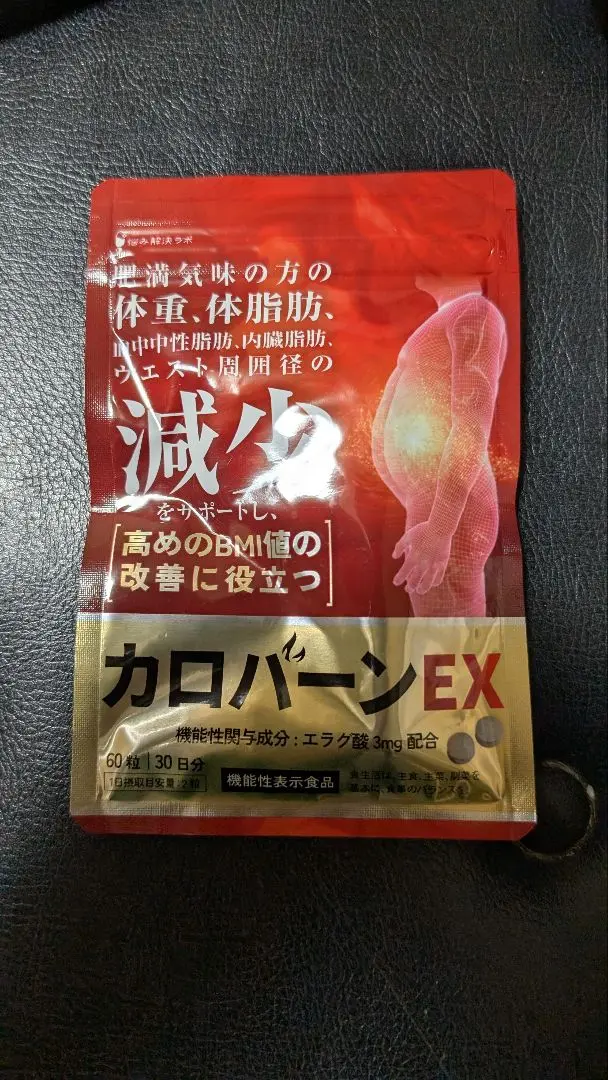 悩み解決ラボ
肥満気味の方の
体重、体脂肪、
血中中性脂肪、内臓脂肪、
ウエスト周囲径の
減少
をサポートし、
高めのBMI値の
改善に役立つ
カロバーンEX
機能性関与成分:エラグ酸 3mg 配合
60粒 30日分
1日摂取目安量:2粒
機能性表示食品
食生活は、主食、主菜、副菜を
基本に、食事のバランスを。